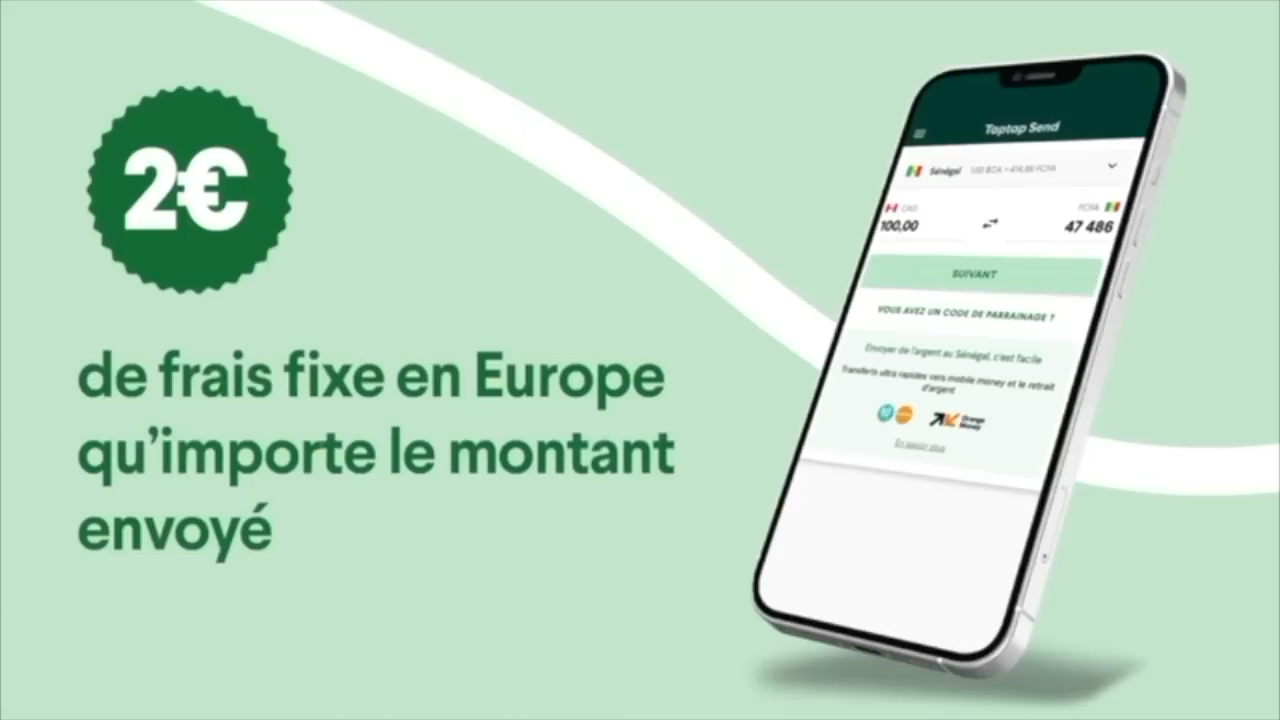 2€
de frais fixe en Europe
qu'importe le montant
envoyé
Taptap Send
Sénégal
CAD
FCFA
100,00
47 486
SUIVANT
VOUS AVEZ UN CODE DE PARRAINAGE ?
Envoyer de l'argent au Sénégal, c'est facile
Transferts ultra rapides vers mobile money et le retrait
d'argent
Orange
Money
En savoir plus